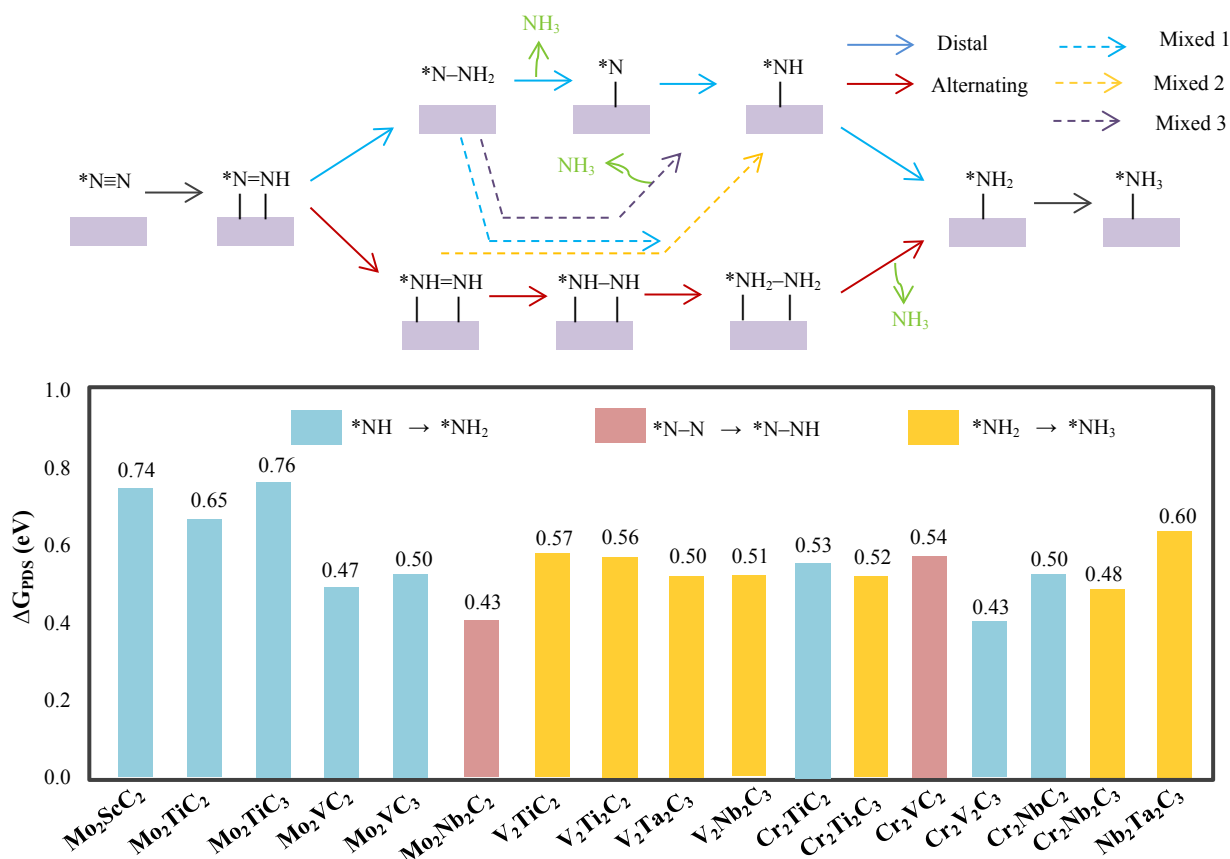 NH₃
Distal
Mixed 1
*N–NH₂
*N
*NH
Alternating
Mixed 2
Mixed 3
NH₃
*N≡N
*N=NH
*NH₂
*NH₃
*NH=NH
*NH–NH
*NH₂–NH₂
NH₃
1.0
*NH → *NH₂
*N–N → *N–NH
*NH₂ → *NH₃
0.8
0.6
0.4
0.2
0.0
ΔG_PDS (eV)
0.74
0.65
0.76
0.47
0.50
0.43
0.57
0.56
0.50
0.51
0.53
0.52
0.54
0.43
0.50
0.48
0.60
Mo₂ScC₂
Mo₂TiC₂
Mo₂TiC₃
Mo₂VC₂
Mo₂VC₃
Mo₂Nb₂C₂
V₂TiC₂
V₂Ti₂C₂
V₂Ta₂C₃
V₂Nb₂C₃
Cr₂TiC₂
Cr₂Ti₂C₃
Cr₂VC₂
Cr₂V₂C₃
Cr₂NbC₂
Cr₂Nb₂C₃
Nb₂Ta₂C₃